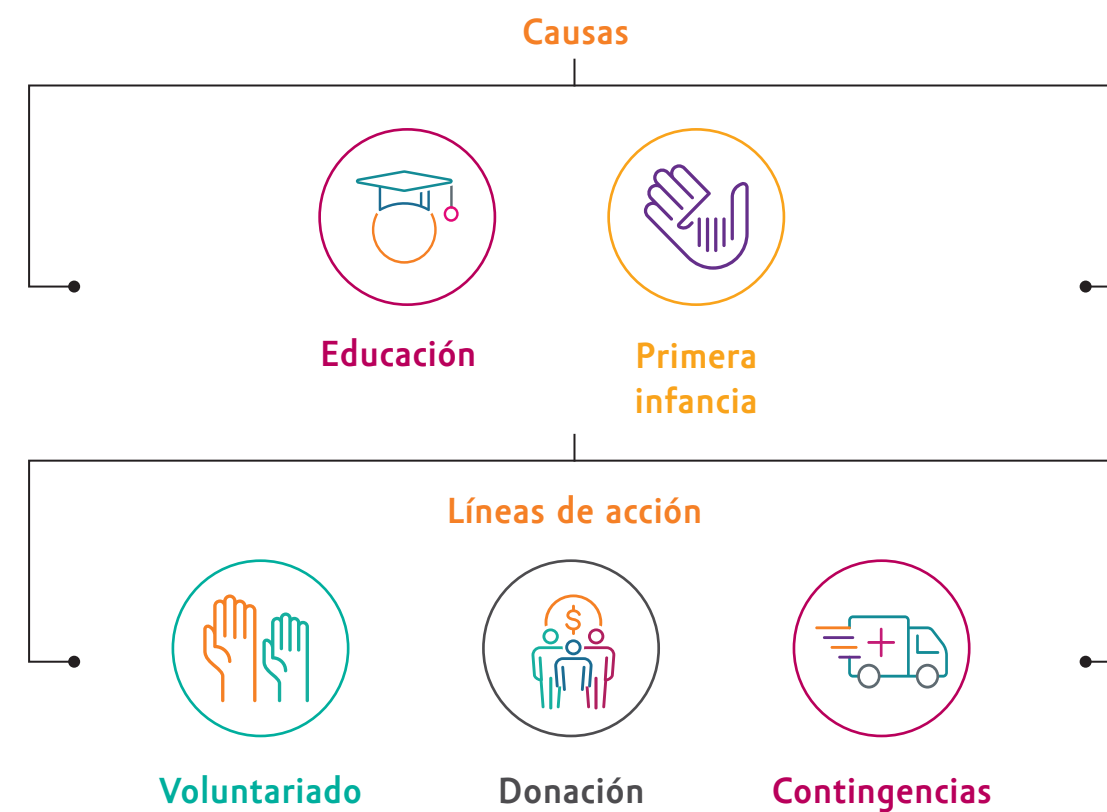 Causas
Educación
Primera
infancia
Líneas de acción
$
Voluntariado
Donación
Contingencias